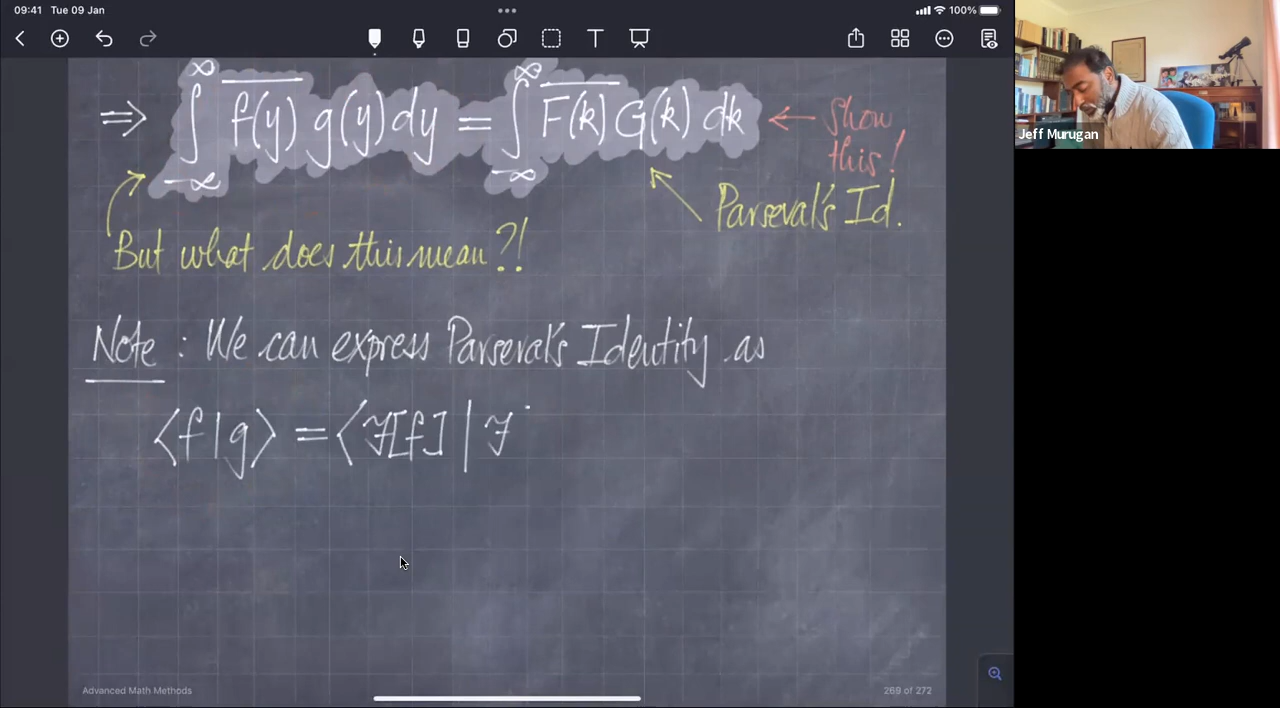 09:41 Tue 09 Jan
100%
T
⇒ ∫_{-∞}^{∞} \overline{f(y)} g(y) dy = ∫_{-∞}^{∞} \overline{F(k)} G(k) dk ← Show this!
Parseval's Id.
But what does this mean?!
Note : We can express Parseval's Identity as
⟨f|g⟩ = ⟨ℱ[f] | ℱ
Advanced Math Methods
269 of 272
Jeff Murugan